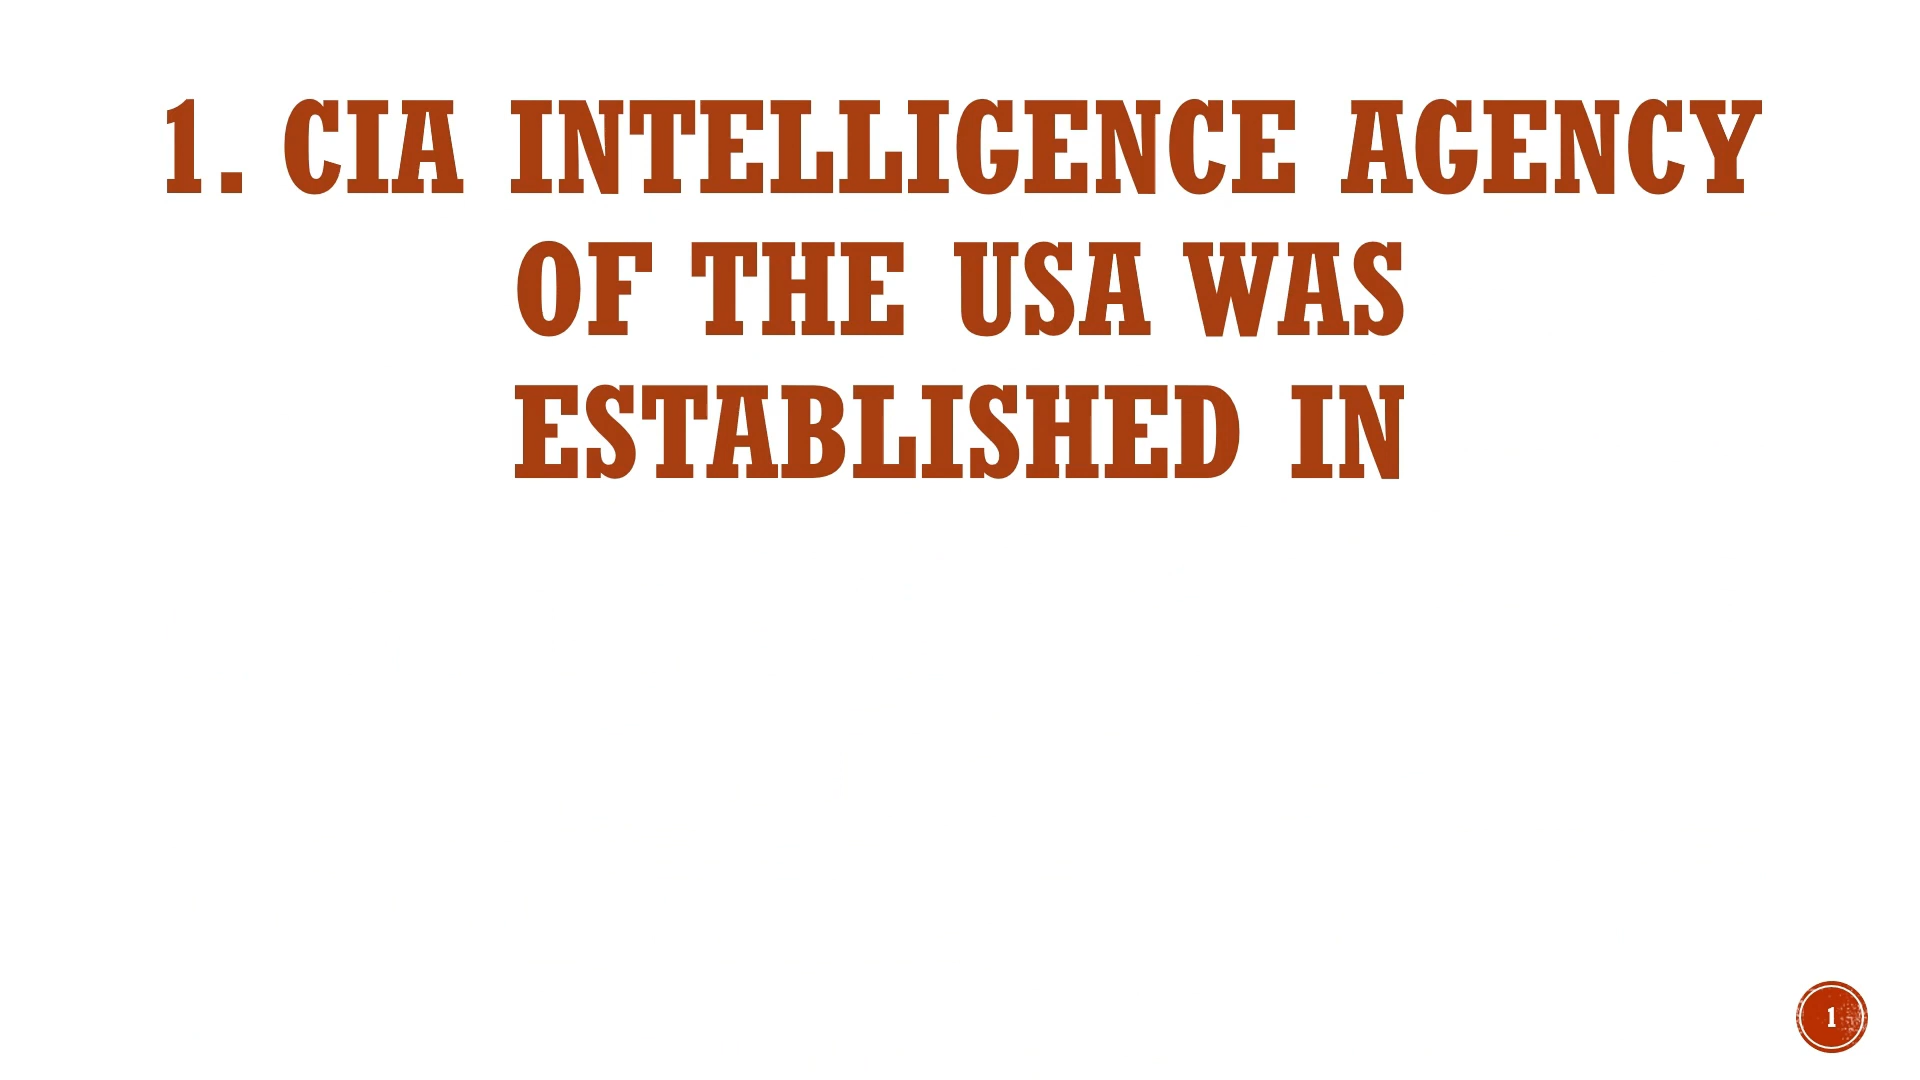 1. CIA INTELLIGENCE AGENCY
OF THE USA WAS
ESTABLISHED IN
1